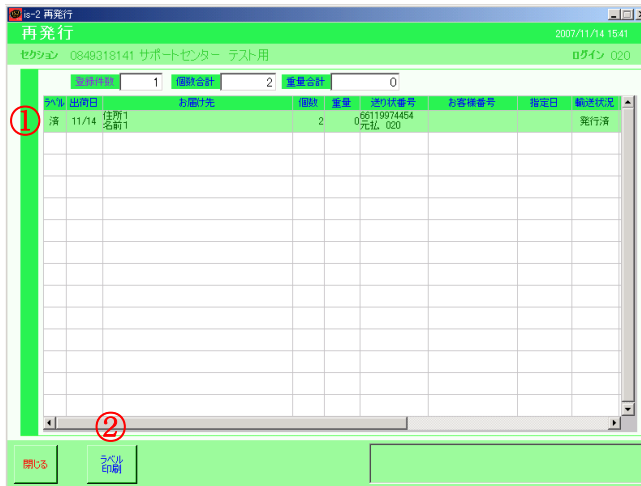 is-2 再発行
再発行
2007/11/14 15:41
セクション 0849318141 サポートセンター テスト用 ログイン 020
登録件数 1 個数合計 2 重量合計 0
ラベル 出荷日 お届け先 個数 重量 送り状番号 お客様番号 指定日 輸送状況
①
済 11/14 住所1 2 0 66119974454 発行済
名前1 元払 020
②
閉じる ラベル
印刷